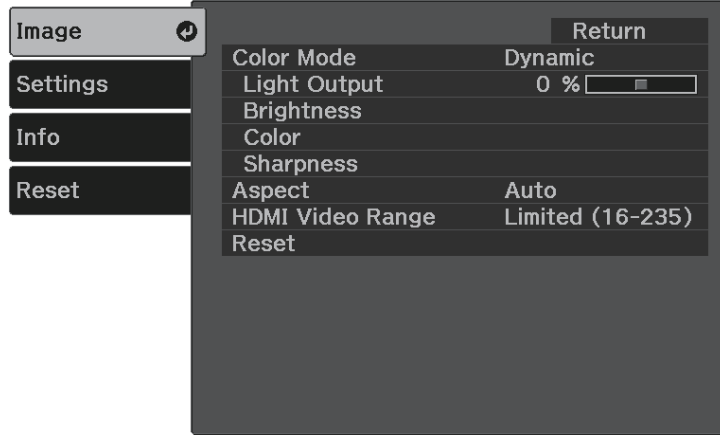 Image
Settings
Info
Reset
Return
Color Mode Dynamic
Light Output 0 %
Brightness
Color
Sharpness
Aspect Auto
HDMI Video Range Limited (16-235)
Reset